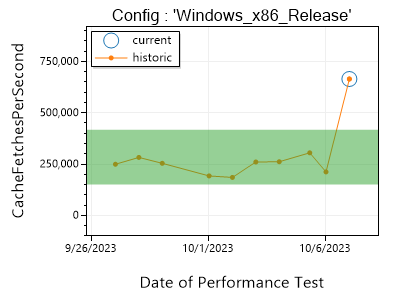 Config : 'Windows_x86_Release'
current
historic
750,000
500,000
250,000
0
CacheFetchesPerSecond
9/26/2023
10/1/2023
10/6/2023
Date of Performance Test